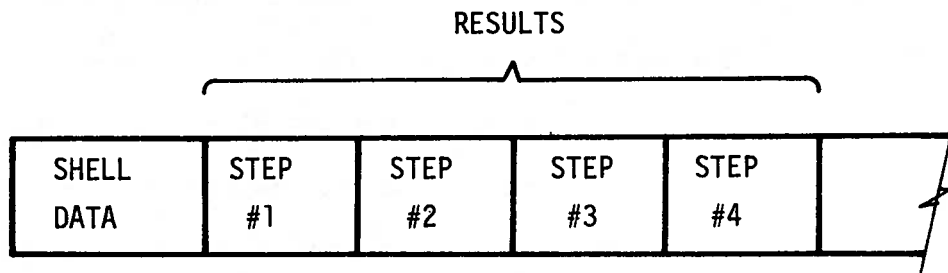 RESULTS
SHELL STEP STEP STEP STEP
DATA #1 #2 #3 #4